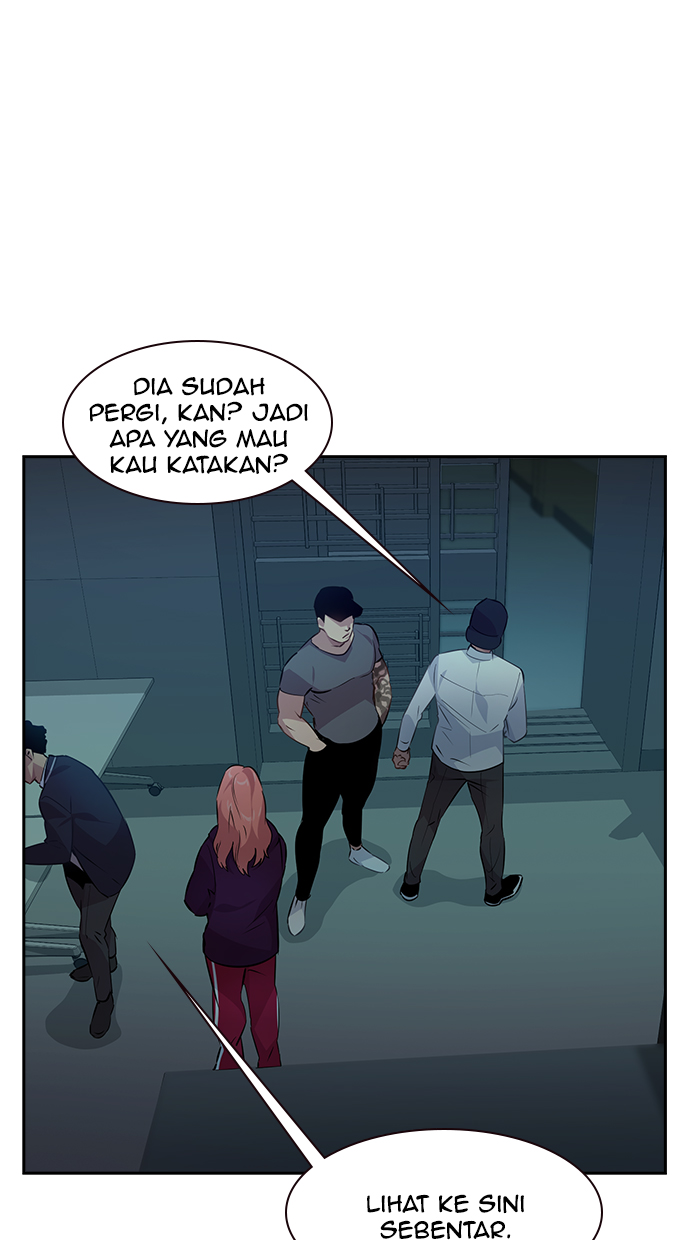 DIA SUDAH
PERGI, KAN? JADI
APA YANG MAU
KAU KATAKAN?
LIHAT KE SINI
SEBENTAR.